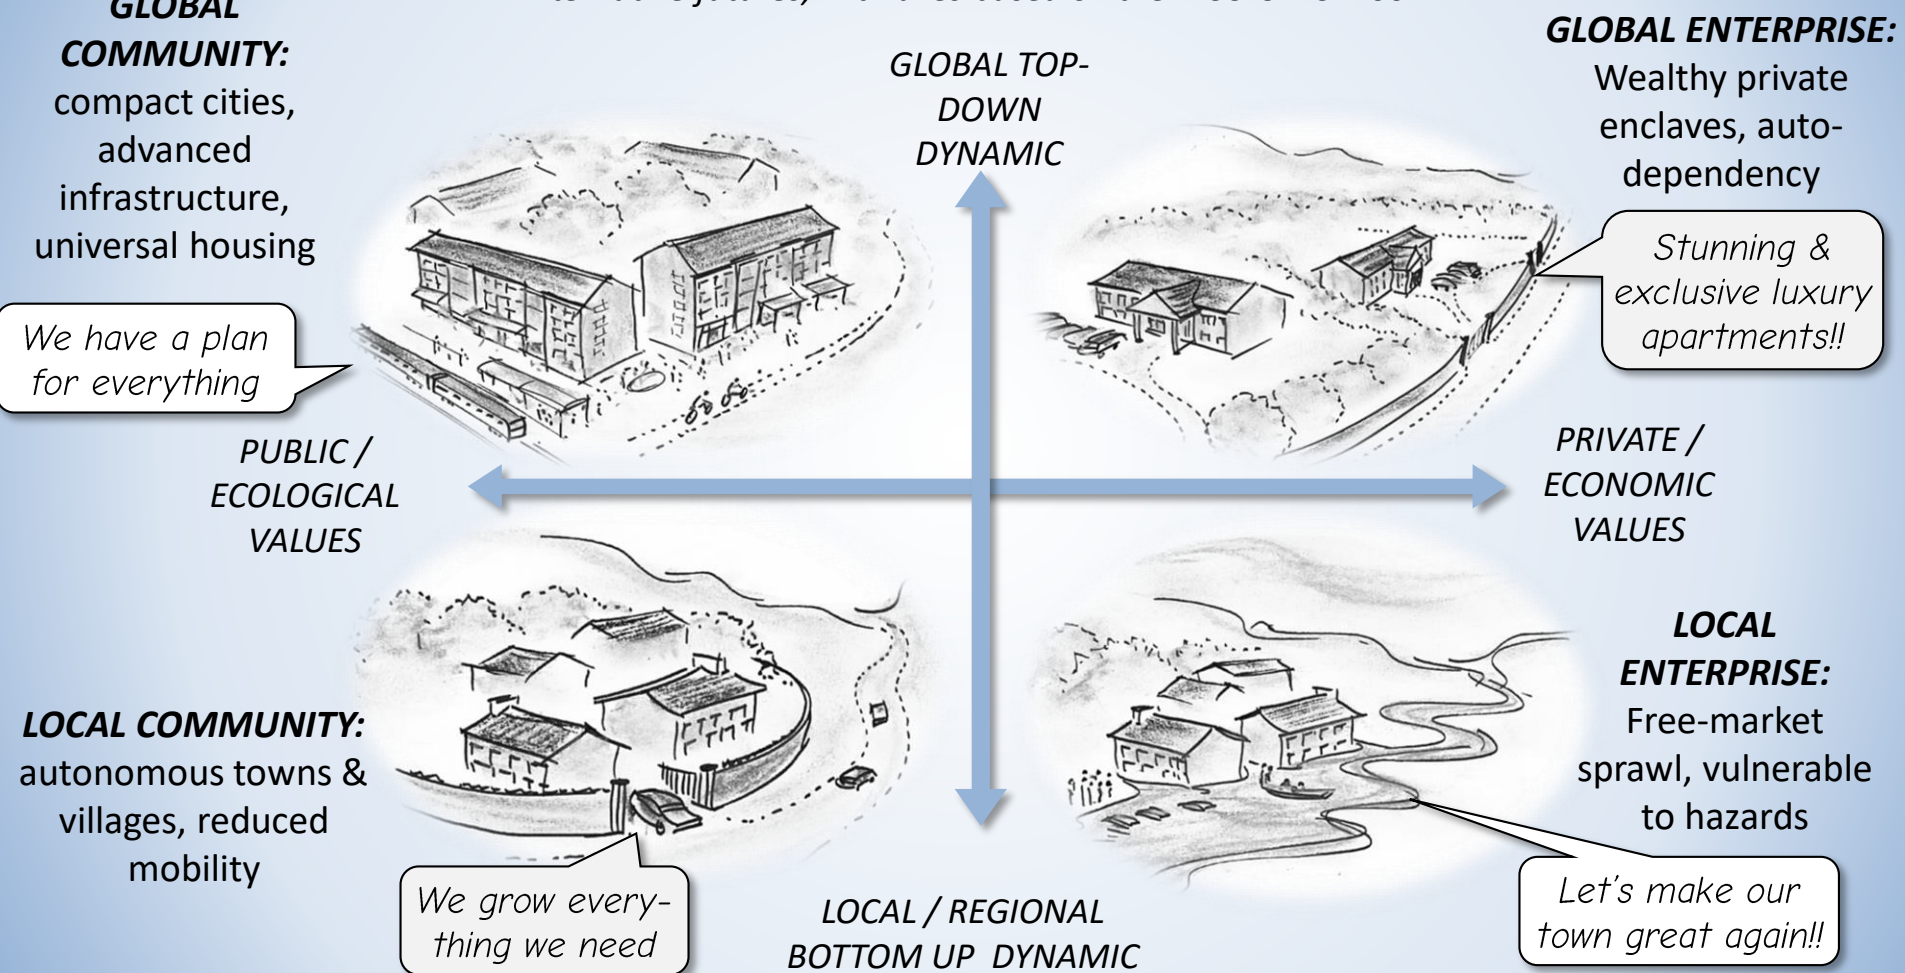 GLOBAL
COMMUNITY:
compact cities,
advanced
infrastructure,
universal housing
We have a plan
for everything
GLOBAL TOP-
DOWN
DYNAMIC
GLOBAL ENTERPRISE:
Wealthy private
enclaves, auto-
dependency
Stunning &
exclusive luxury
apartments!!
PUBLIC /
ECOLOGICAL
VALUES
PRIVATE /
ECONOMIC
VALUES
LOCAL COMMUNITY:
autonomous towns &
villages, reduced
mobility
We grow every-
thing we need
LOCAL / REGIONAL
BOTTOM UP DYNAMIC
LOCAL
ENTERPRISE:
Free-market
sprawl, vulnerable
to hazards
Let's make our
town great again!!